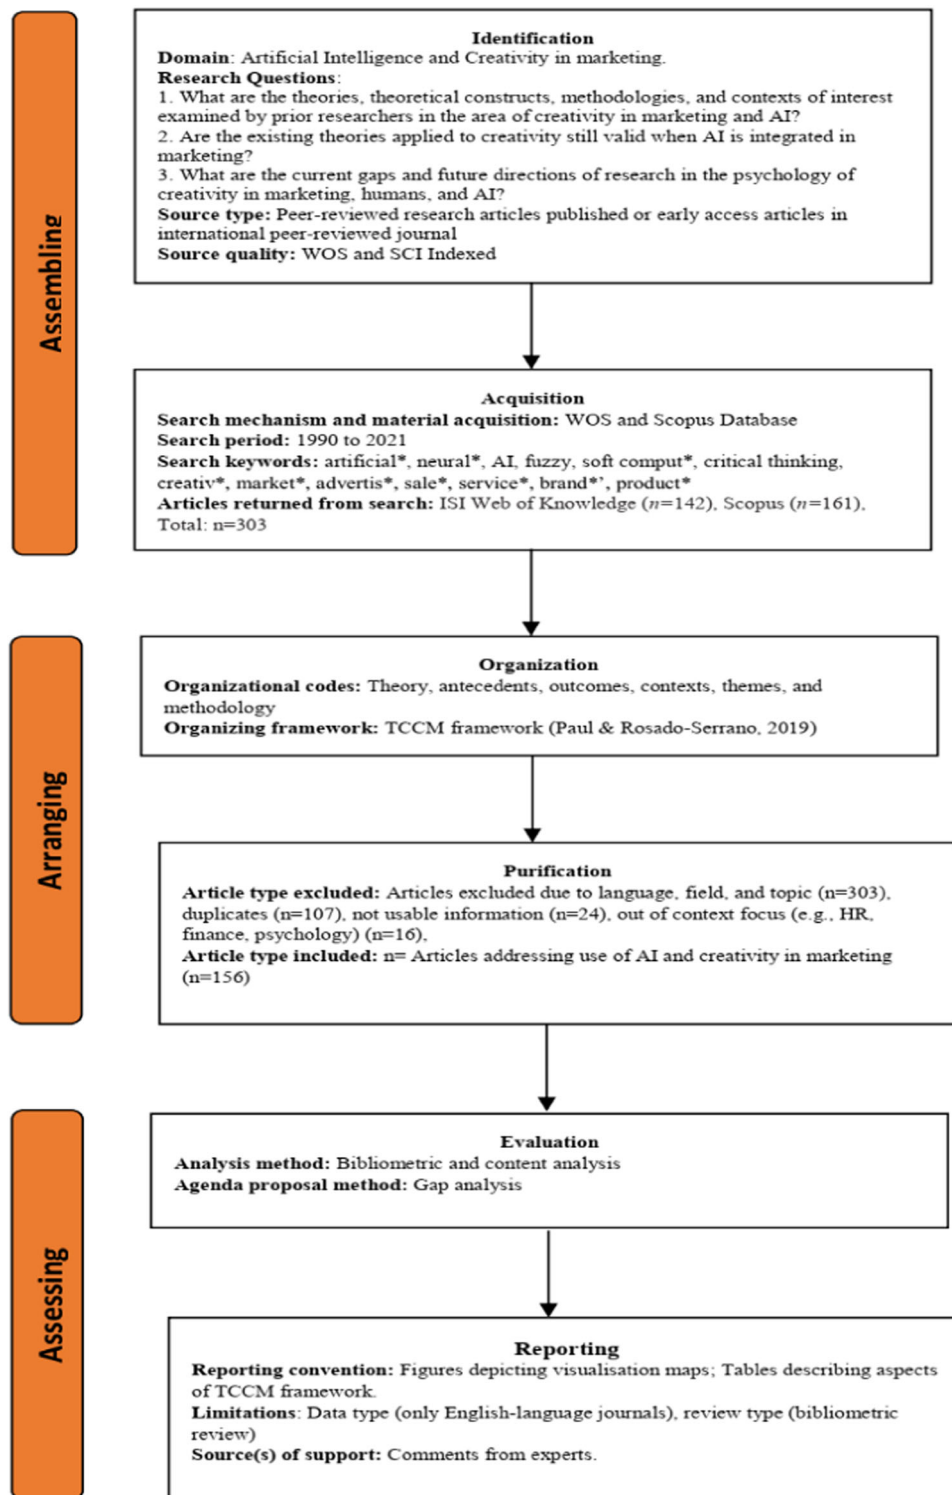 Assembling
Identification
Domain: Artificial Intelligence and Creativity in marketing.
Research Questions:
1. What are the theories, theoretical constructs, methodologies, and contexts of interest
examined by prior researchers in the area of creativity in marketing and AI?
2. Are the existing theories applied to creativity still valid when AI is integrated in
marketing?
3. What are the current gaps and future directions of research in the psychology of
creativity in marketing, humans, and AI?
Source type: Peer-reviewed research articles published or early access articles in
international peer-reviewed journal
Source quality: WOS and SCI Indexed
Acquisition
Search mechanism and material acquisition: WOS and Scopus Database
Search period: 1990 to 2021
Search keywords: artificial*, neural*, AI, fuzzy, soft comput*, critical thinking,
creativ*, market*, advertis*, sale*, service*, brand*’, product*
Articles returned from search: ISI Web of Knowledge (n=142), Scopus (n=161),
Total: n=303
Arranging
Organization
Organizational codes: Theory, antecedents, outcomes, contexts, themes, and
methodology
Organizing framework: TCCM framework (Paul & Rosado-Serrano, 2019)
Purification
Article type excluded: Articles excluded due to language, field, and topic (n=303),
duplicates (n=107), not usable information (n=24), out of context focus (e.g., HR,
finance, psychology) (n=16),
Article type included: n= Articles addressing use of AI and creativity in marketing
(n=156)
Assessing
Evaluation
Analysis method: Bibliometric and content analysis
Agenda proposal method: Gap analysis
Reporting
Reporting convention: Figures depicting visualisation maps; Tables describing aspects
of TCCM framework.
Limitations: Data type (only English-language journals), review type (bibliometric
review)
Source(s) of support: Comments from experts.